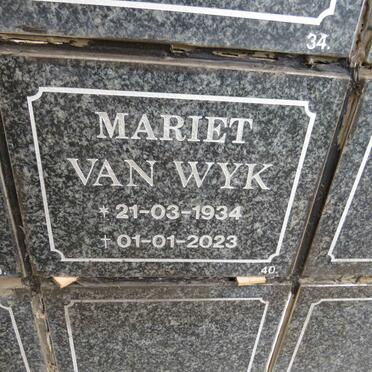 34.
MARIET
VAN WYK
* 21-03-1934
† 01-01-2023
40.